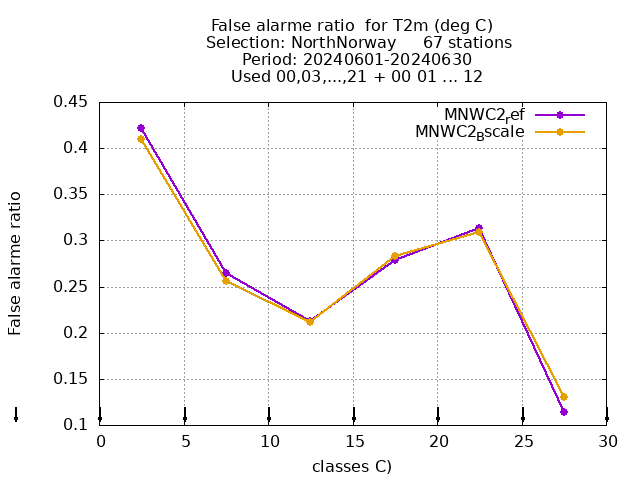 False alarme ratio  for T2m (deg C)
Selection: NorthNorway     67 stations
Period: 20240601-20240630
Used 00,03,...,21 + 00 01 ... 12
MNWC2_ref
MNWC2_Bscale
False alarme ratio
0.45
0.4
0.35
0.3
0.25
0.2
0.15
0.1
0 5 10 15 20 25 30
classes C)